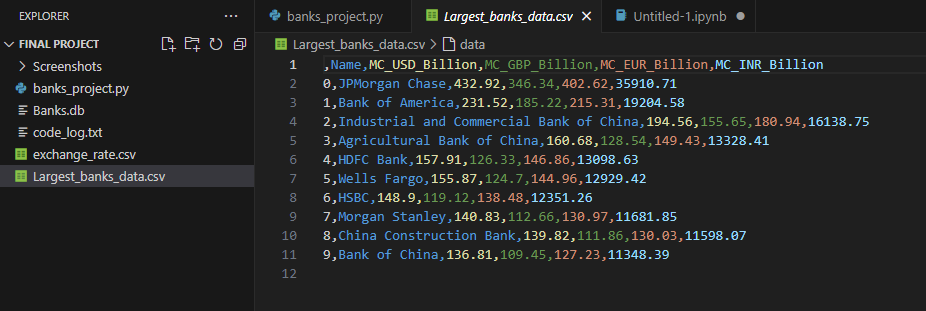 EXPLORER
FINAL PROJECT
Screenshots
banks_project.py
Banks.db
code_log.txt
exchange_rate.csv
Largest_banks_data.csv
banks_project.py
Largest_banks_data.csv
Untitled-1.ipynb
Largest_banks_data.csv > data
1 ,Name,MC_USD_Billion,MC_GBP_Billion,MC_EUR_Billion,MC_INR_Billion
2 0,JPMorgan Chase,432.92,346.34,402.62,35910.71
3 1,Bank of America,231.52,185.22,215.31,19204.58
4 2,Industrial and Commercial Bank of China,194.56,155.65,180.94,16138.75
5 3,Agricultural Bank of China,160.68,128.54,149.43,13328.41
6 4,HDFC Bank,157.91,126.33,146.86,13098.63
7 5,Wells Fargo,155.87,124.7,144.96,12929.42
8 6,HSBC,148.9,119.12,138.48,12351.26
9 7,Morgan Stanley,140.83,112.66,130.97,11681.85
10 8,China Construction Bank,139.82,111.86,130.03,11598.07
11 9,Bank of China,136.81,109.45,127.23,11348.39
12